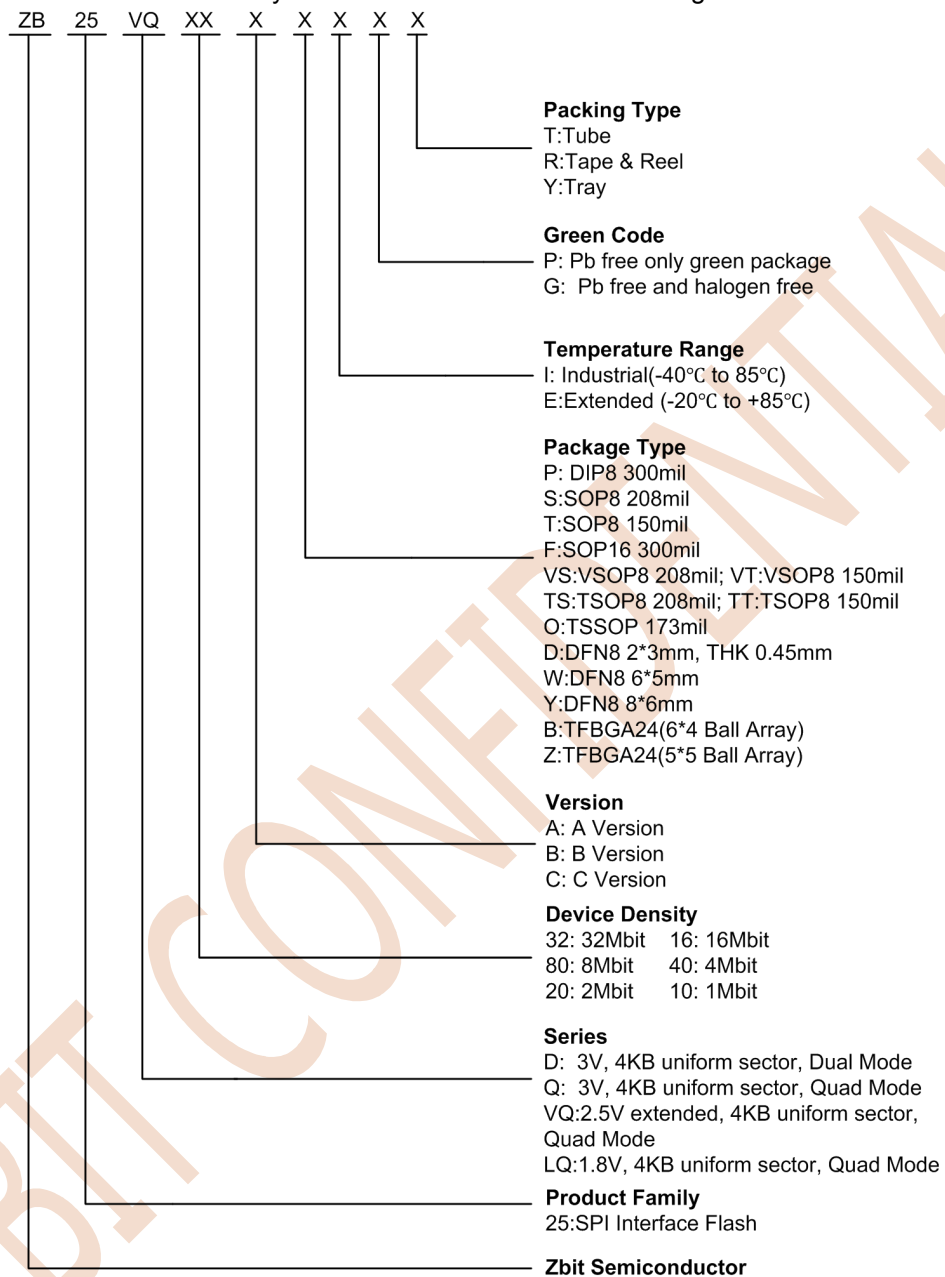 ZB 25 VQ XX X X X X X
Packing Type
T:Tube
R:Tape & Reel
Y:Tray
Green Code
P: Pb free only green package
G: Pb free and halogen free
Temperature Range
I: Industrial(-40℃ to 85℃)
E:Extended (-20℃ to +85℃)
Package Type
P: DIP8 300mil
S:SOP8 208mil
T:SOP8 150mil
F:SOP16 300mil
VS:VSOP8 208mil; VT:VSOP8 150mil
TS:TSOP8 208mil; TT:TSOP8 150mil
O:TSSOP 173mil
D:DFN8 2*3mm, THK 0.45mm
W:DFN8 6*5mm
Y:DFN8 8*6mm
B:TFBGA24(6*4 Ball Array)
Z:TFBGA24(5*5 Ball Array)
Version
A: A Version
B: B Version
C: C Version
Device Density
32: 32Mbit 16: 16Mbit
80: 8Mbit 40: 4Mbit
20: 2Mbit 10: 1Mbit
Series
D: 3V, 4KB uniform sector, Dual Mode
Q: 3V, 4KB uniform sector, Quad Mode
VQ:2.5V extended, 4KB uniform sector,
Quad Mode
LQ:1.8V, 4KB uniform sector, Quad Mode
Product Family
25:SPI Interface Flash
Zbit Semiconductor
BIT CONFIDENTIA